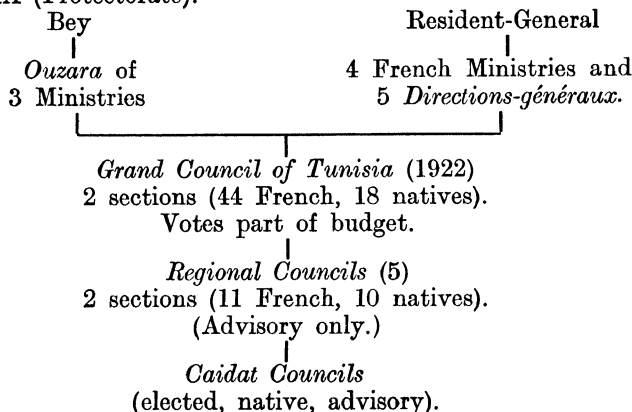 (Protectorate).
Bey
Resident-General
Ouzara of
3 Ministries
4 French Ministries and
5 Directions-généraux.
Grand Council of Tunisia (1922)
2 sections (44 French, 18 natives).
Votes part of budget.
Regional Councils (5)
2 sections (11 French, 10 natives).
(Advisory only.)
Caidat Councils
(elected, native, advisory).